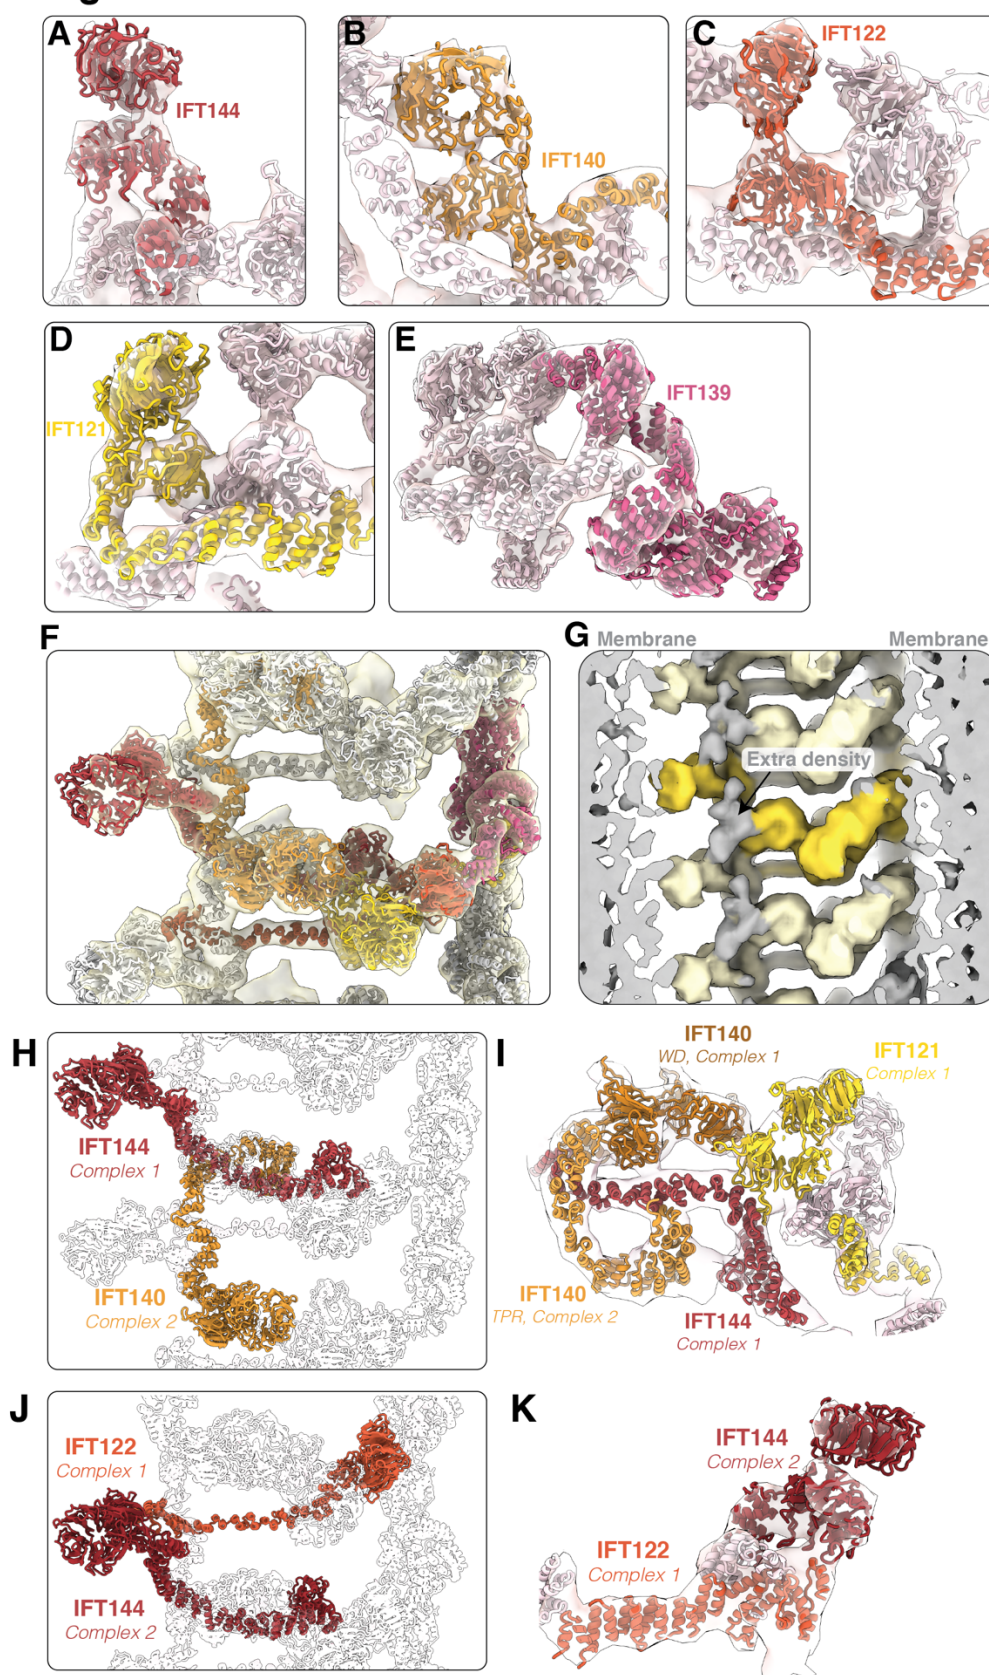 A
IFT144
B
IFT140
C
IFT122
D
IFT121
E
IFT139
F
G
Membrane
Membrane
Extra density
H
IFT144
Complex 1
IFT140
Complex 2
I
IFT140
WD, Complex 1
IFT121
Complex 1
IFT140
TPR, Complex 2
IFT144
Complex 1
J
IFT122
Complex 1
IFT144
Complex 2
K
IFT144
Complex 2
IFT122
Complex 1